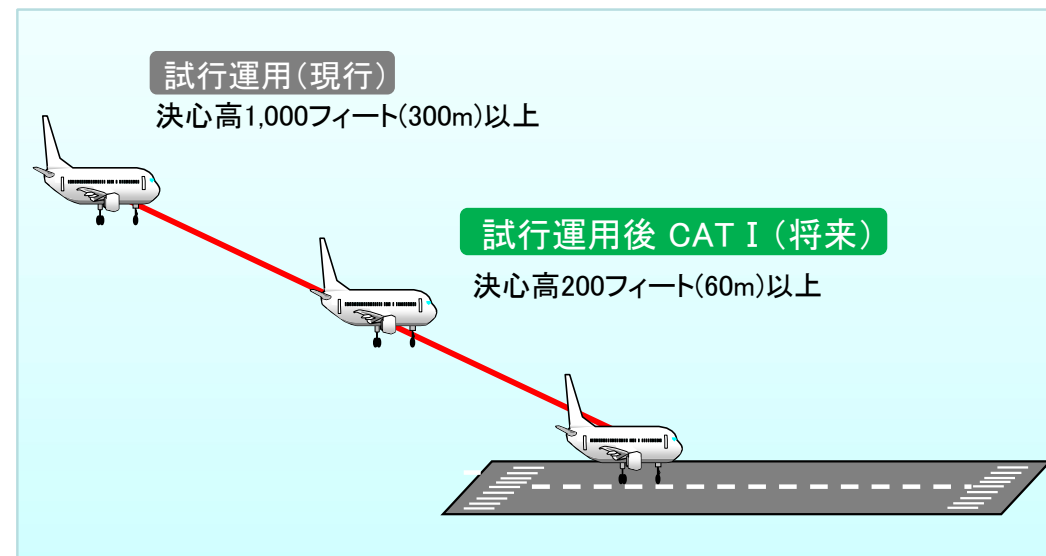 試行運用(現行)
決心高1,000フィート(300m)以上
試行運用後 CAT Ⅰ (将来)
決心高200フィート(60m)以上